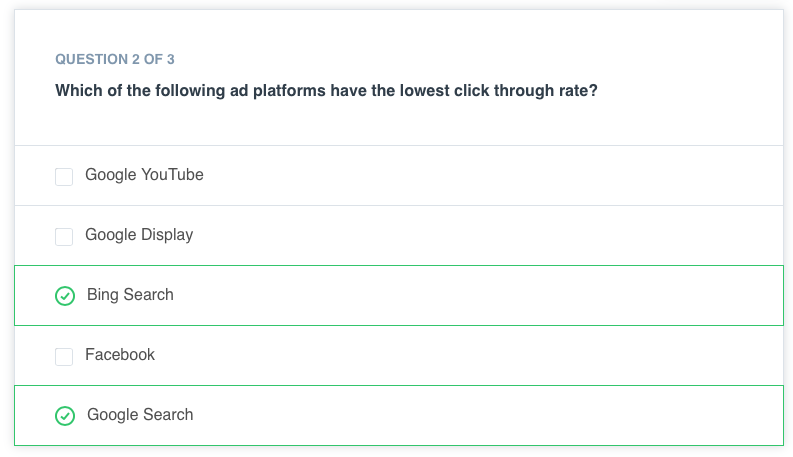 QUESTION 2 OF 3
Which of the following ad platforms have the lowest click through rate?
Google YouTube
Google Display
Bing Search
Facebook
Google Search